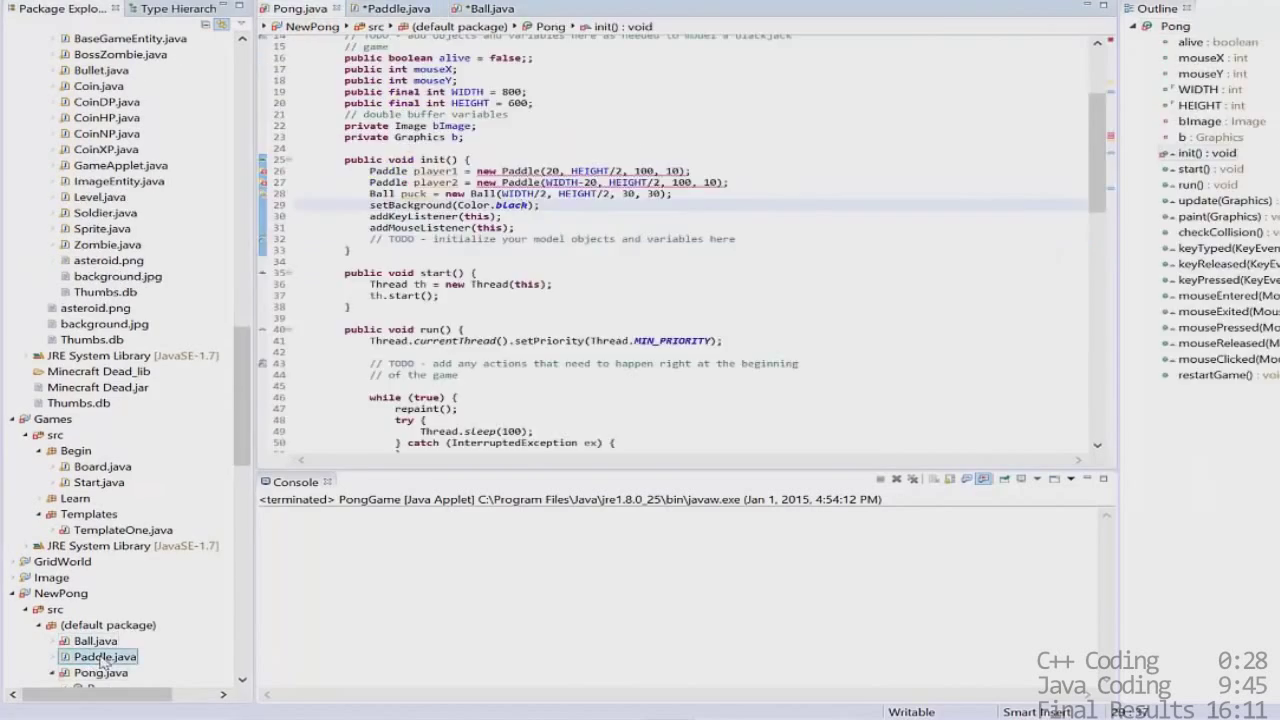 Package Explo...
Type Hierarch
BaseGameEntity.java
BossZombie.java
Bullet.java
Coin.java
CoinDP.java
CoinHP.java
CoinNP.java
CoinXP.java
GameApplet.java
ImageEntity.java
Level.java
Soldier.java
Sprite.java
Zombie.java
asteroid.png
background.jpg
Thumbs.db
asteroid.png
background.jpg
Thumbs.db
JRE System Library [JavaSE-1.7]
Minecraft Dead_lib
Minecraft Dead.jar
Thumbs.db
Games
src
Begin
Board.java
Start.java
Learn
Templates
TemplateOne.java
JRE System Library [JavaSE-1.7]
GridWorld
Image
NewPong
src
(default package)
Ball.java
Paddle.java
Pong.java
Pong.java
*Paddle.java
*Ball.java
NewPong
src
(default package)
Pong
init() : void
14 // TODO - add objects and variables here as needed to model a blackjack
15 // game
16 public boolean alive = false;;
17 public int mouseX;
18 public int mouseY;
19 public final int WIDTH = 800;
20 public final int HEIGHT = 600;
21 // double buffer variables
22 private Image bImage;
23 private Graphics b;
24
25 public void init() {
26 Paddle player1 = new Paddle(20, HEIGHT/2, 100, 10);
27 Paddle player2 = new Paddle(WIDTH-20, HEIGHT/2, 100, 10);
28 Ball puck = new Ball(WIDTH/2, HEIGHT/2, 30, 30);
29 setBackground(Color.black);
30 addKeyListener(this);
31 addMouseListener(this);
32 // TODO - initialize your model objects and variables here
33 }
34
35 public void start() {
36 Thread th = new Thread(this);
37 th.start();
38 }
39
40 public void run() {
41 Thread.currentThread().setPriority(Thread.MIN_PRIORITY);
42
43 // TODO - add any actions that need to happen right at the beginning
44 // of the game
45
46 while (true) {
47 repaint();
48 try {
49 Thread.sleep(100);
50 } catch (InterruptedException ex) {
Console
<terminated> PongGame [Java Applet] C:\Program Files\Java\jre1.8.0_25\bin\javaw.exe (Jan 1, 2015, 4:54:12 PM)
Outline
Pong
alive : boolean
mouseX : int
mouseY : int
WIDTH : int
HEIGHT : int
bImage : Image
b : Graphics
init() : void
start() : void
run() : void
update(Graphics)
paint(Graphics) :
checkCollision() :
keyTyped(KeyEve
keyReleased(KeyE
keyPressed(KeyEv
mouseEntered(Mo
mouseExited(Mou
mousePressed(Mo
mouseReleased(M
mouseClicked(Mo
restartGame() : vo
C++ Coding 0:28
Java Coding 9:45
Final Results 16:11
Writable
Smart Insert